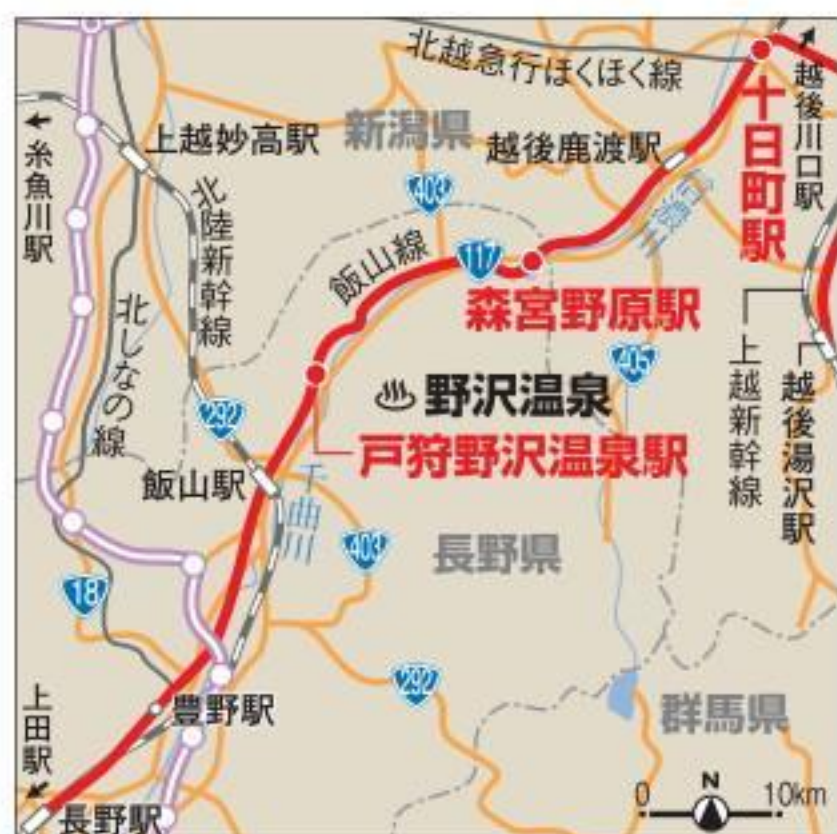 北越急行ほくほく線
越後川口駅
十日町駅
上越妙高駅
新潟県
越後鹿渡駅
糸魚川駅
北陸新幹線
403
信濃川
飯山線
117
森宮野原駅
北しなの線
405
上越新幹線
越後湯沢駅
野沢温泉
292
戸狩野沢温泉駅
飯山駅
千曲川
403
長野県
18
292
豊野駅
群馬県
上田駅
長野駅
0 N 10km